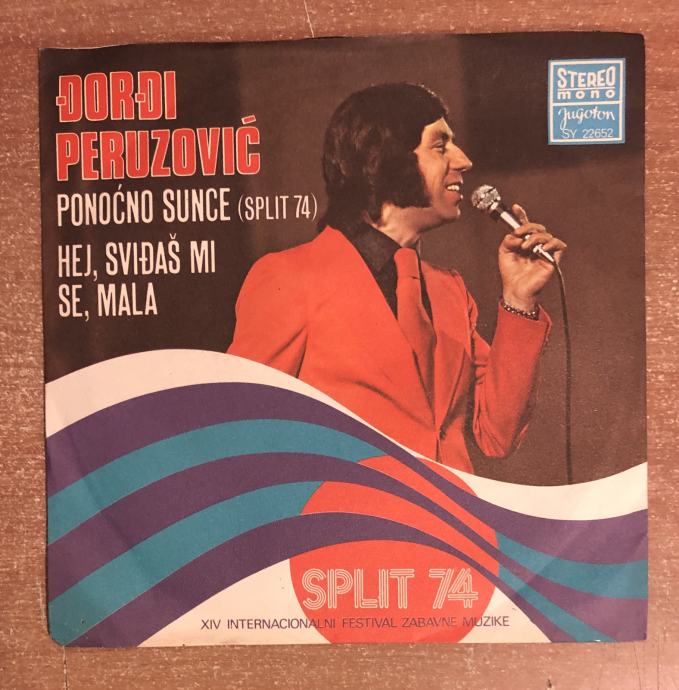 ĐORĐI
PERUZOVIĆ
PONOĆNO SUNCE (SPLIT 74)
HEJ, SVIĐAŠ MI
SE, MALA
STEREO
mono
Jugoton
SY 22652
SPLIT 74
XIV INTERNACIONALNI FESTIVAL ZABAVNE MUZIKE